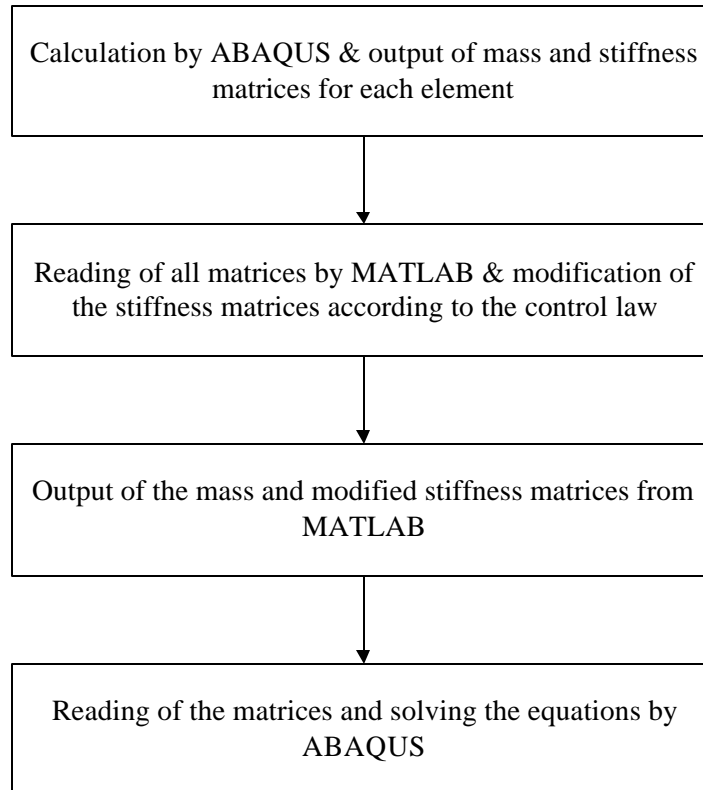 Calculation by ABAQUS & output of mass and stiffness
matrices for each element
Reading of all matrices by MATLAB & modification of
the stiffness matrices according to the control law
Output of the mass and modified stiffness matrices from
MATLAB
Reading of the matrices and solving the equations by
ABAQUS